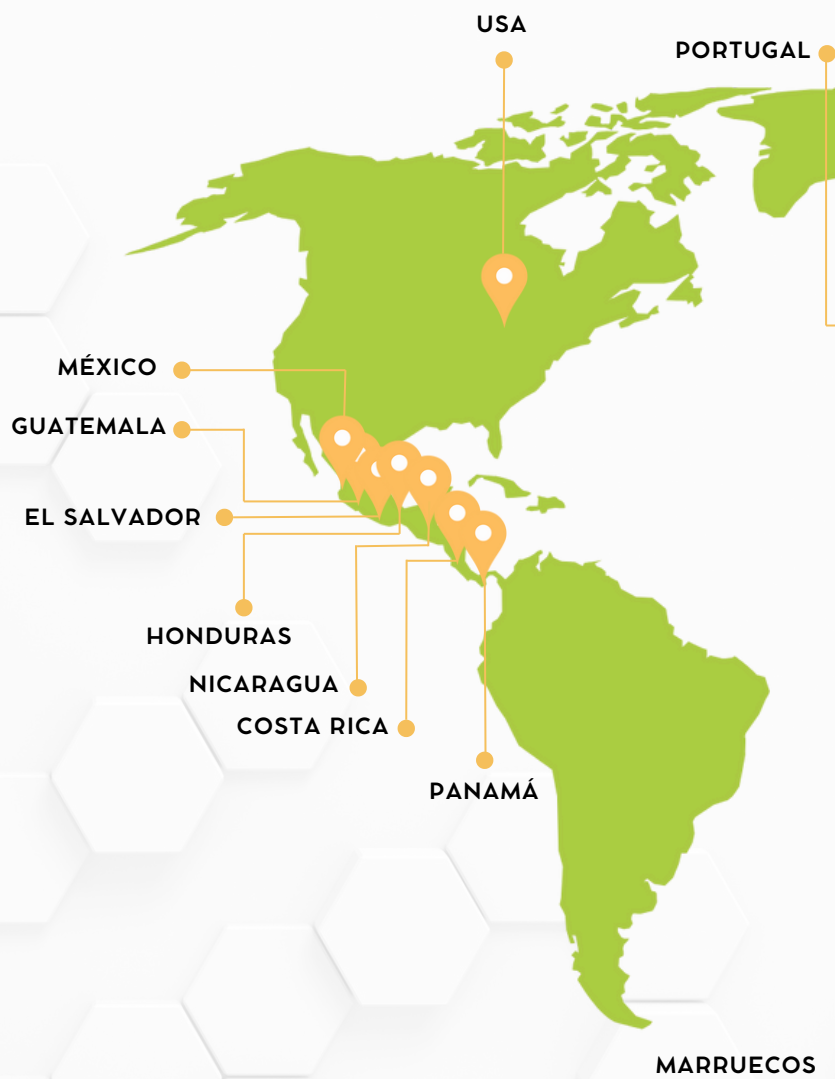 USA
PORTUGAL
MÉXICO
GUATEMALA
EL SALVADOR
HONDURAS
NICARAGUA
COSTA RICA
PANAMÁ
MARRUECOS